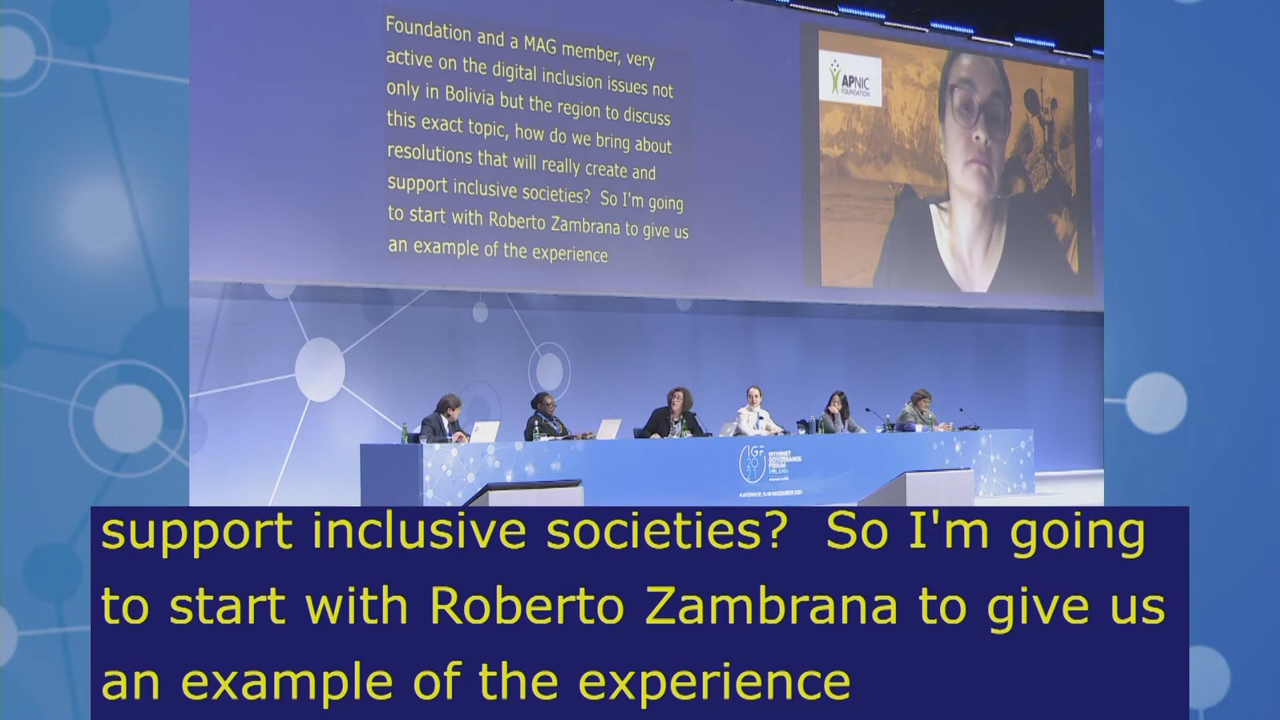 Foundation and a MAG member, very
active on the digital inclusion issues not
only in Bolivia but the region to discuss
this exact topic, how do we bring about
resolutions that will really create and
support inclusive societies?  So I'm going
to start with Roberto Zambrana to give us
an example of the experience
APNIC
FOUNDATION
IGF
20
21
INTERNET
GOVERNANCE
FORUM
POLAND
support inclusive societies?  So I'm going
to start with Roberto Zambrana to give us
an example of the experience